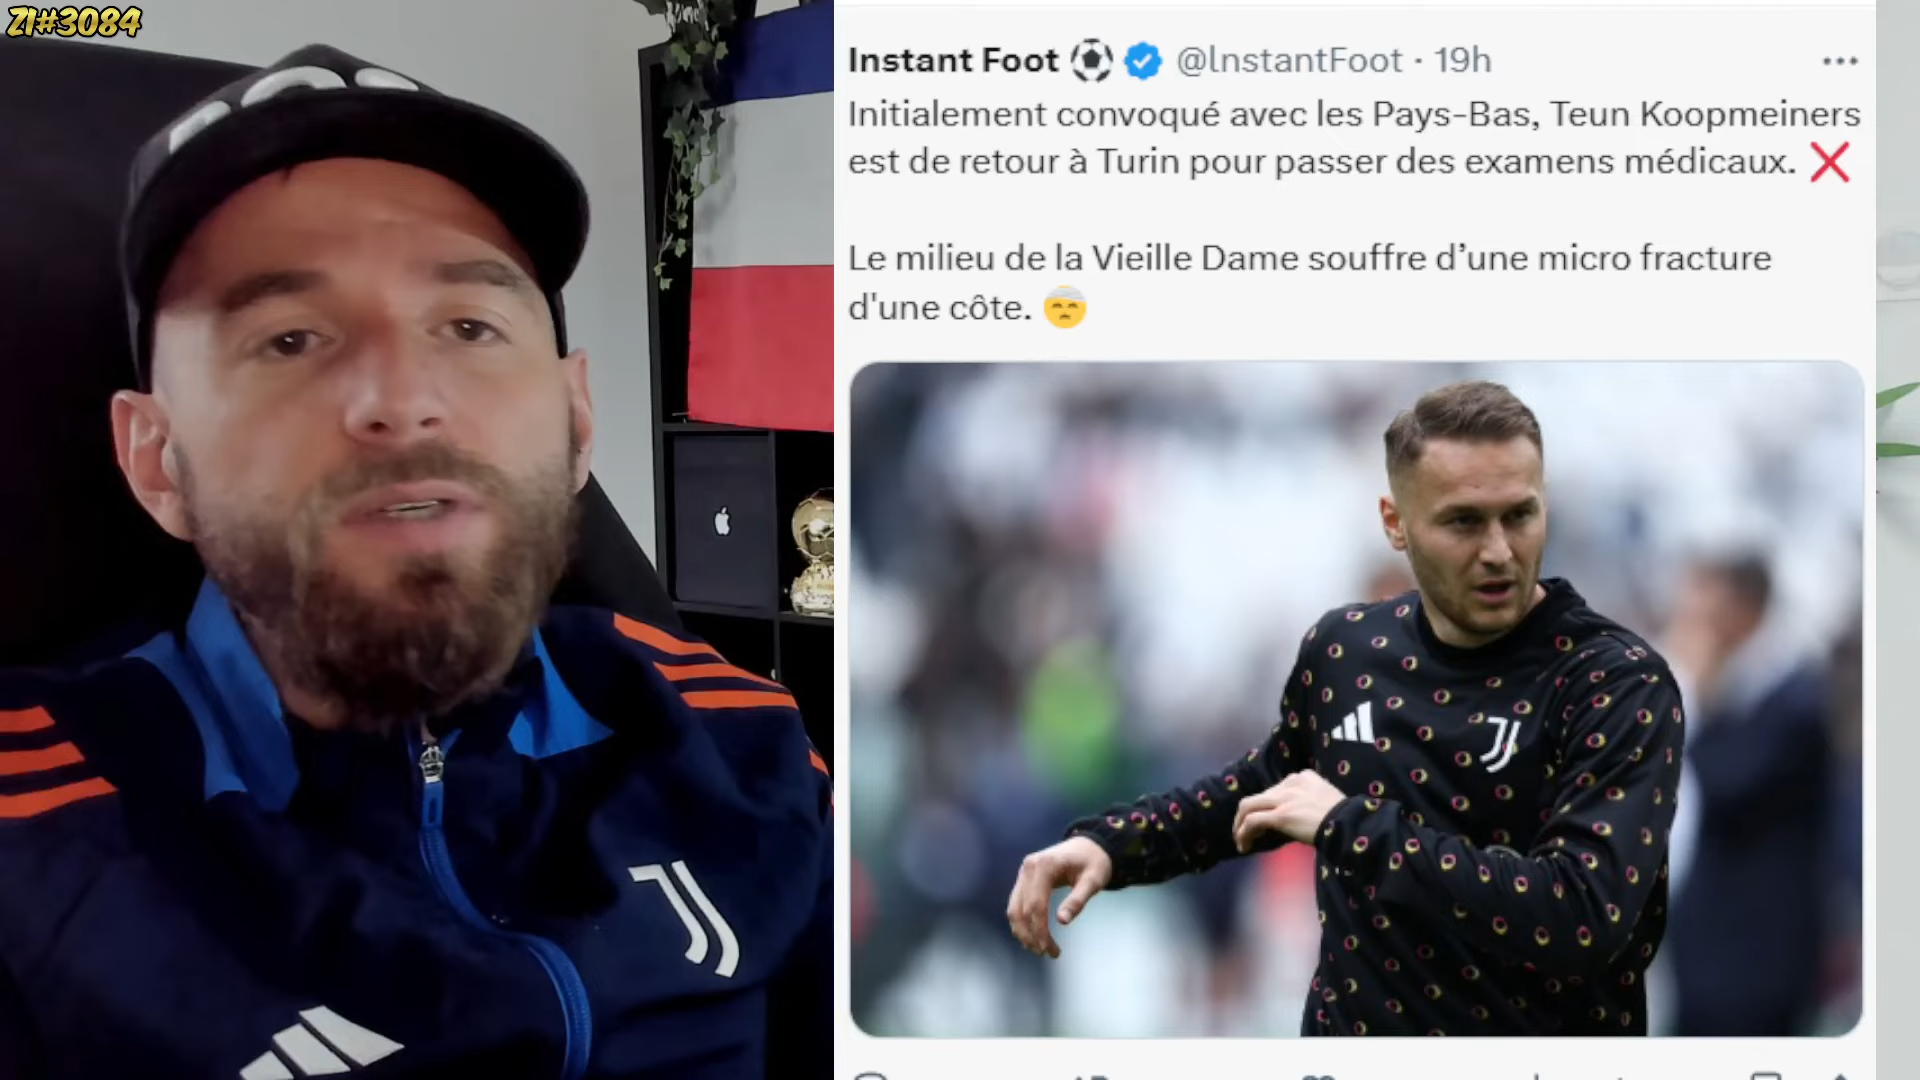 ZI#3084
Instant Foot @lnstantFoot · 19h
Initialement convoqué avec les Pays-Bas, Teun Koopmeiners
est de retour à Turin pour passer des examens médicaux. ❌
Le milieu de la Vieille Dame souffre d’une micro fracture
d'une côte. 🤕